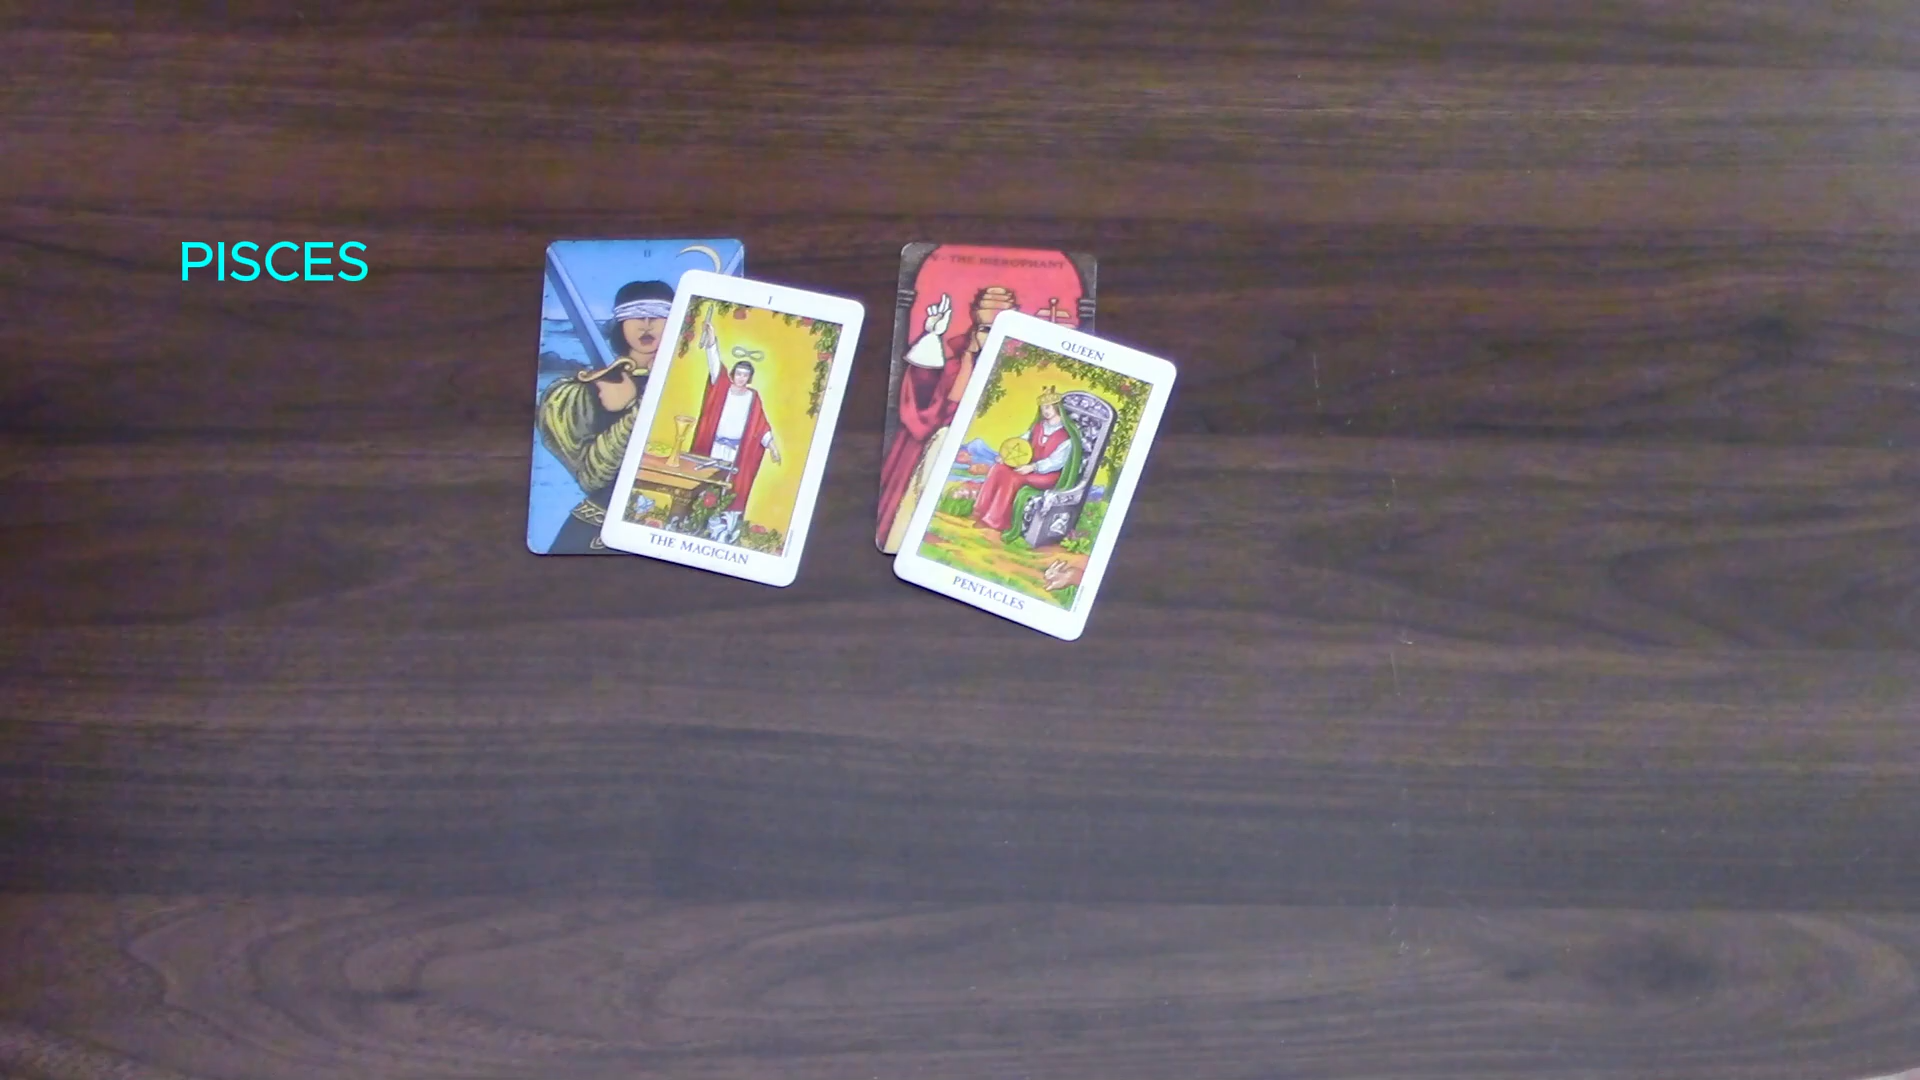 PISCES
II
V - THE HIEROPHANT
I
THE MAGICIAN
QUEEN
PENTACLES